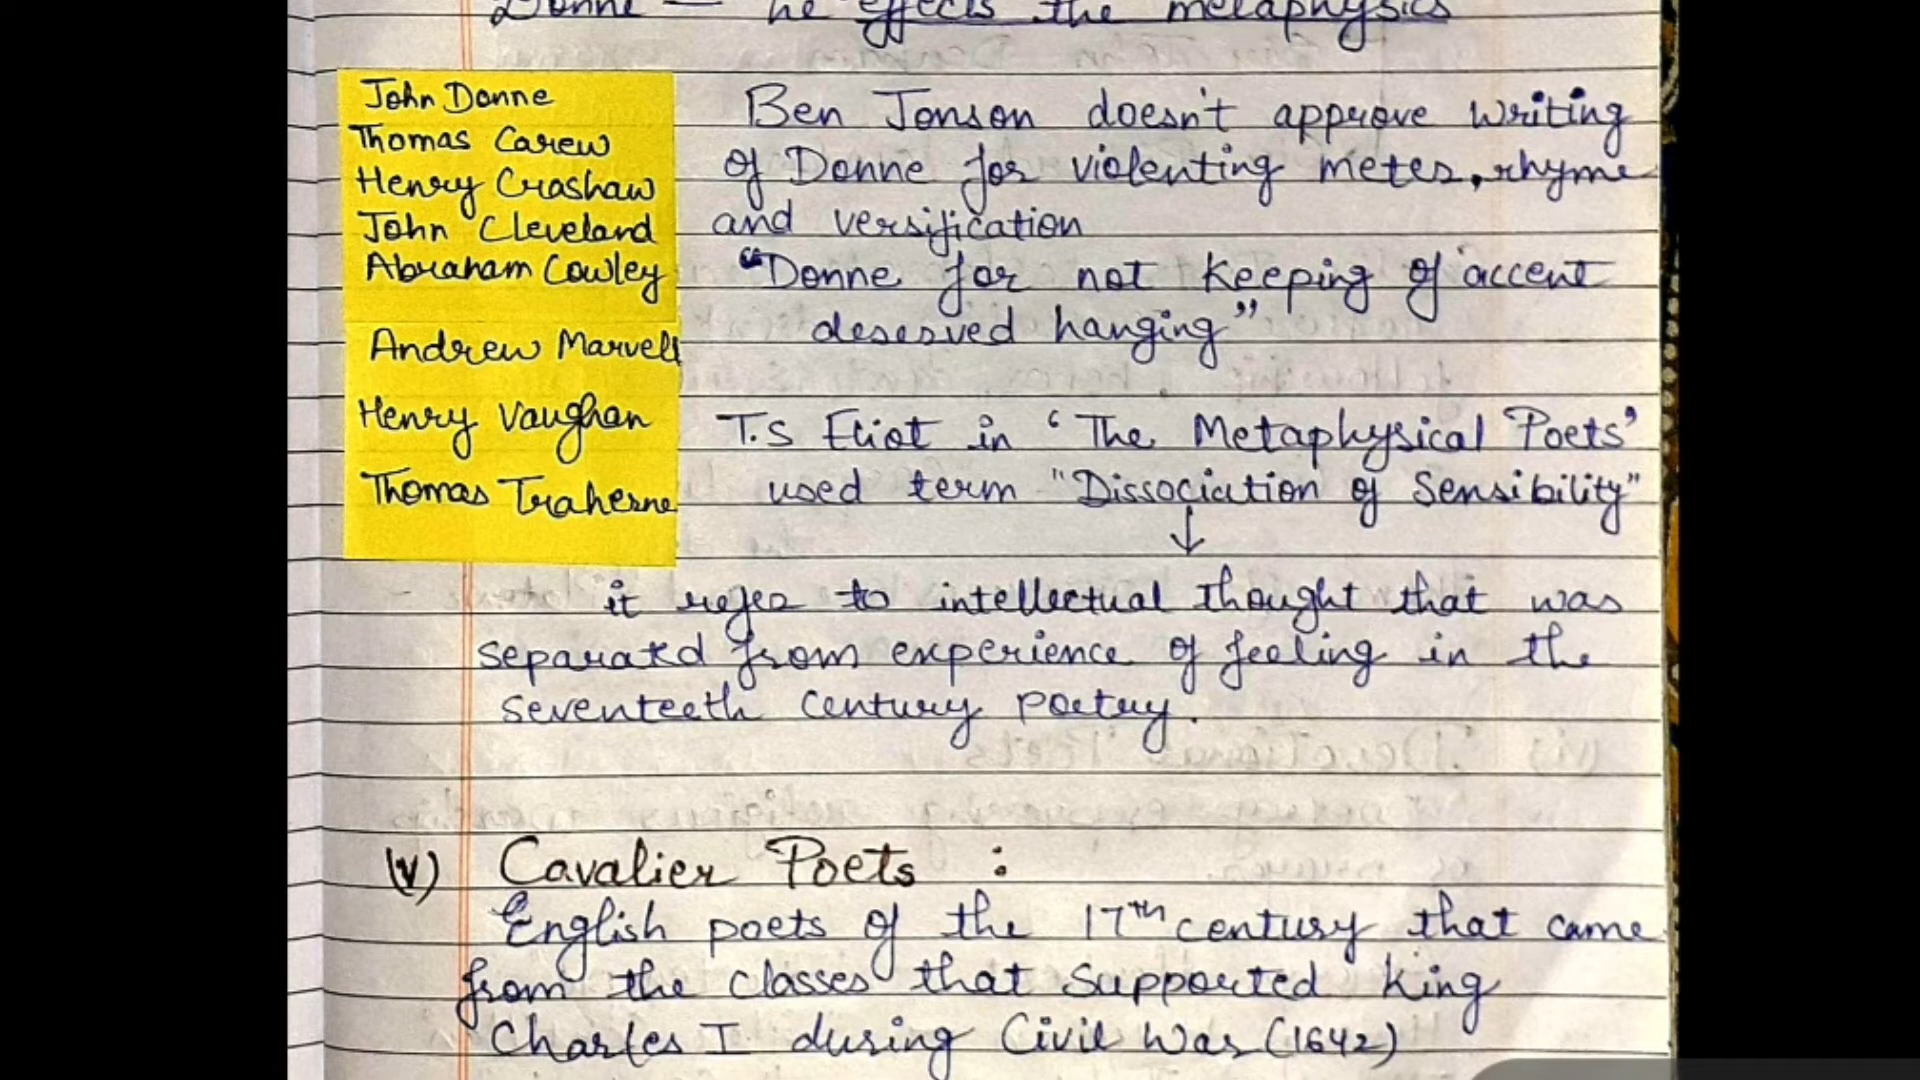 Donne — he effects the metaphysics
John Donne
Thomas Carew
Henry Crashaw
John Cleveland
Abraham Cowley
Andrew Marvell
Henry Vaughan
Thomas Traherne
Ben Jonson doesn't approve writing
of Donne for violenting meter, rhyme
and versification
"Donne for not keeping of accent
deserved hanging"
T.S Eliot in 'The Metaphysical Poets'
used term "Dissociation of Sensibility"
↓
it refer to intellectual thought that was
separatd from experience of feeling in the
seventeeth century poetry.
(v) Cavalier Poets :
English poets of the 17th century that came
from the classes that supported king
Charles I during Civil War (1642)